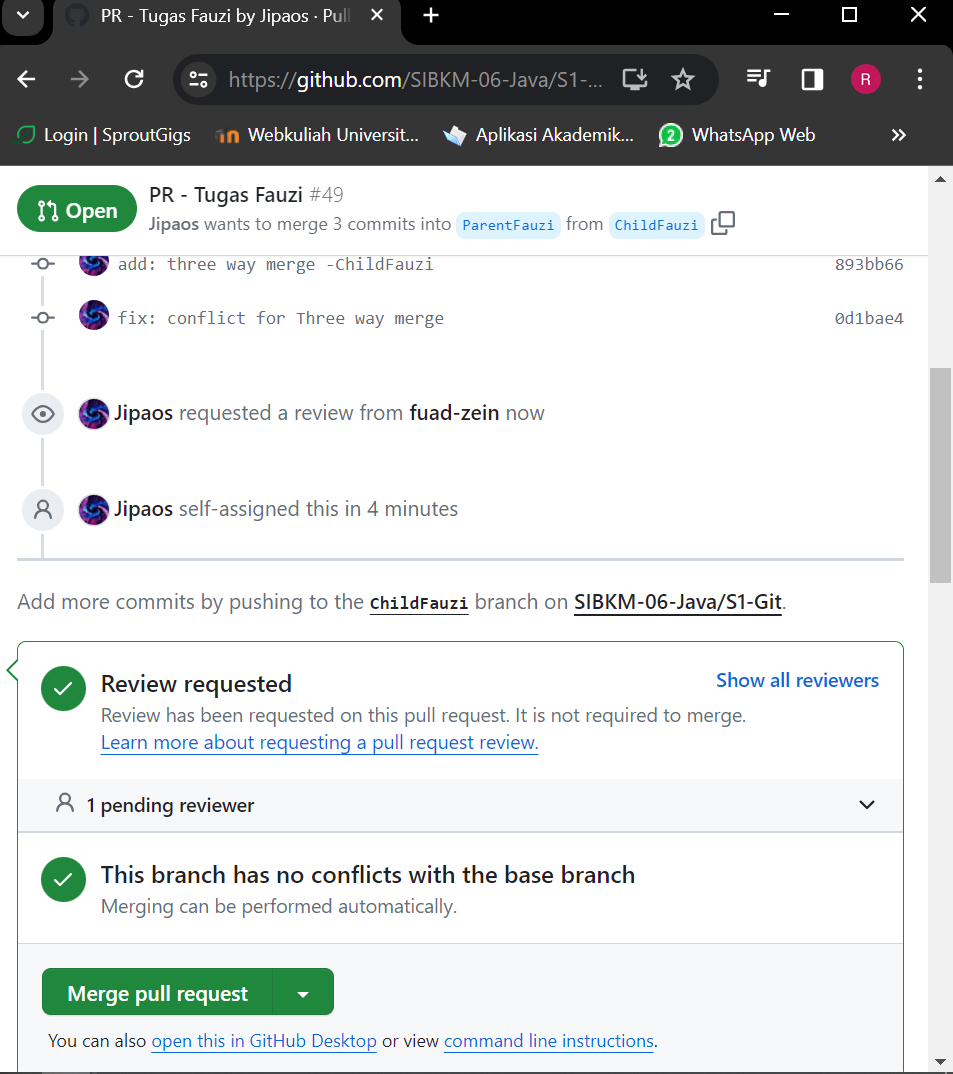 PR - Tugas Fauzi by Jipaos · Pull
https://github.com/SIBKM-06-Java/S1-...
R
Login | SproutGigs
Webkuliah Universit...
Aplikasi Akademik...
2
WhatsApp Web
Open
PR - Tugas Fauzi #49
Jipaos wants to merge 3 commits into ParentFauzi from ChildFauzi
add: three way merge -ChildFauzi 893bb66
fix: conflict for Three way merge 0d1bae4
Jipaos requested a review from fuad-zein now
Jipaos self-assigned this in 4 minutes
Add more commits by pushing to the ChildFauzi branch on SIBKM-06-Java/S1-Git.
Review requested
Show all reviewers
Review has been requested on this pull request. It is not required to merge.
Learn more about requesting a pull request review.
1 pending reviewer
This branch has no conflicts with the base branch
Merging can be performed automatically.
Merge pull request
You can also open this in GitHub Desktop or view command line instructions.